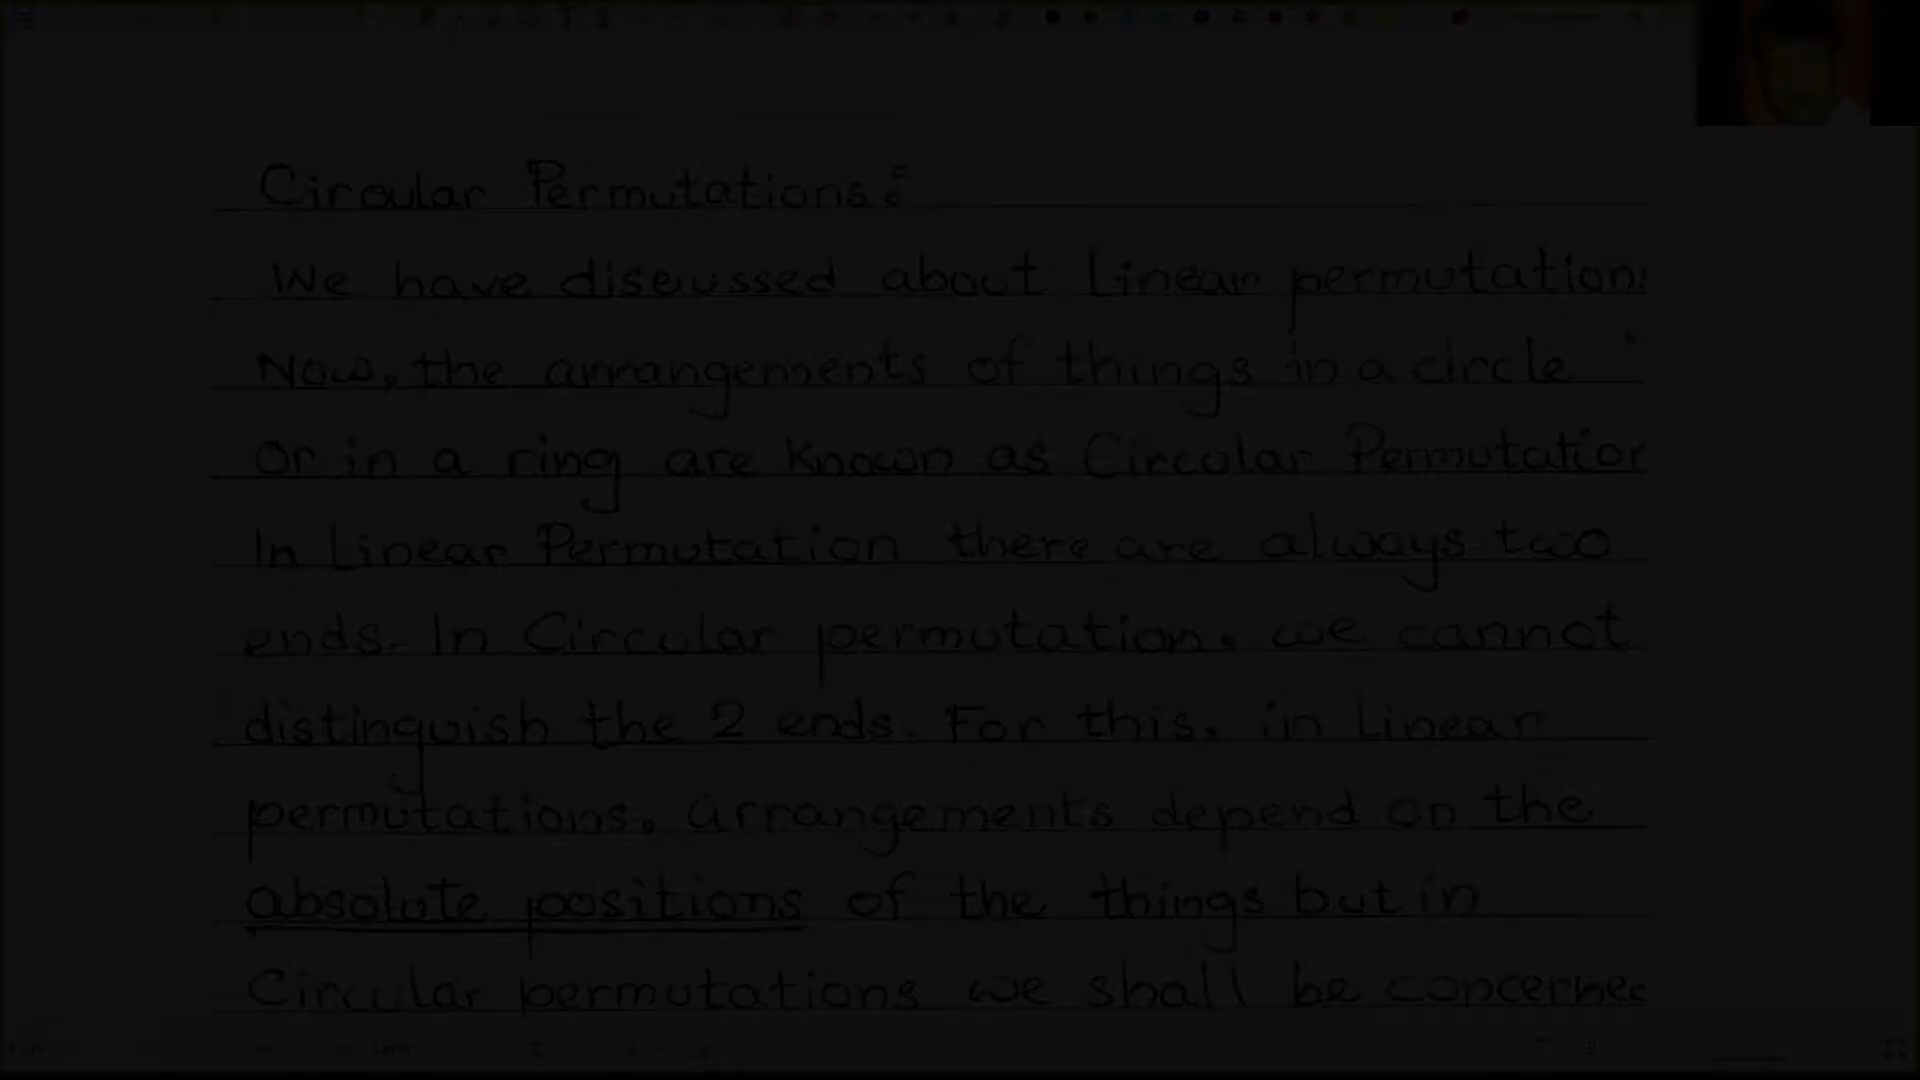 Circular Permutations:
We have discussed about Linear permutations
Now, the arrangements of things in a circle
Or in a ring are known as Circular Permutation
In Linear Permutation there are always two
ends. In Circular permutation, we cannot
distinguish the 2 ends. For this, in Linear
permutations, arrangements depend on the
absolute positions of the things but in
Circular permutations we shall be concerned